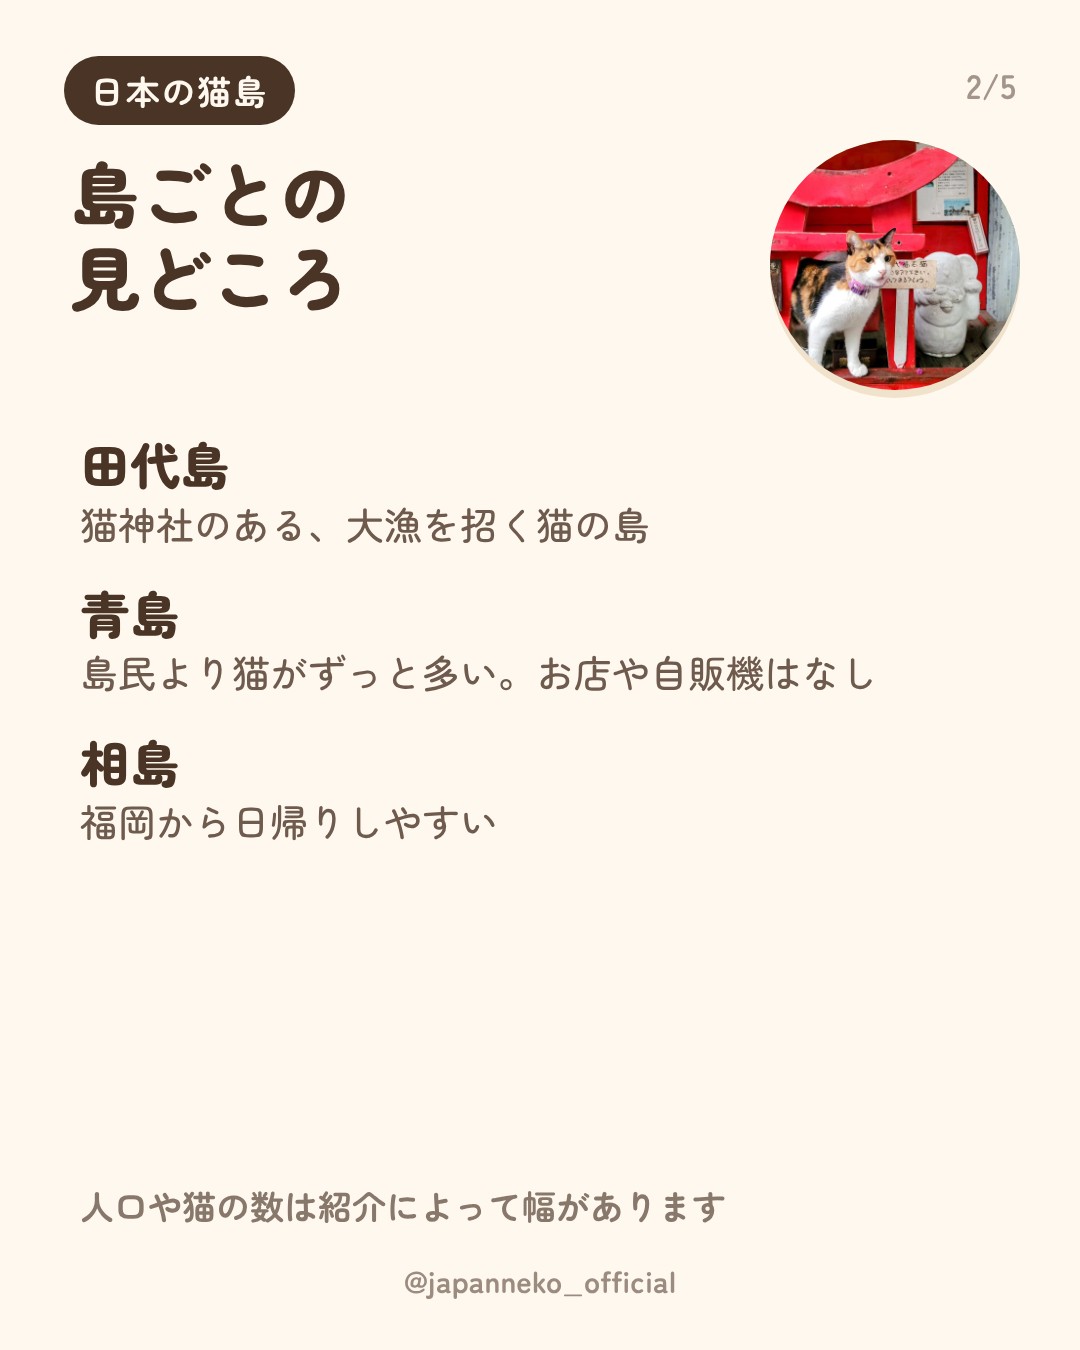 日本の猫島
2/5
島ごとの
見どころ
田代島
猫神社のある、大漁を招く猫の島
青島
島民より猫がずっと多い。お店や自販機はなし
相島
福岡から日帰りしやすい
人口や猫の数は紹介によって幅があります
@japanneko_official